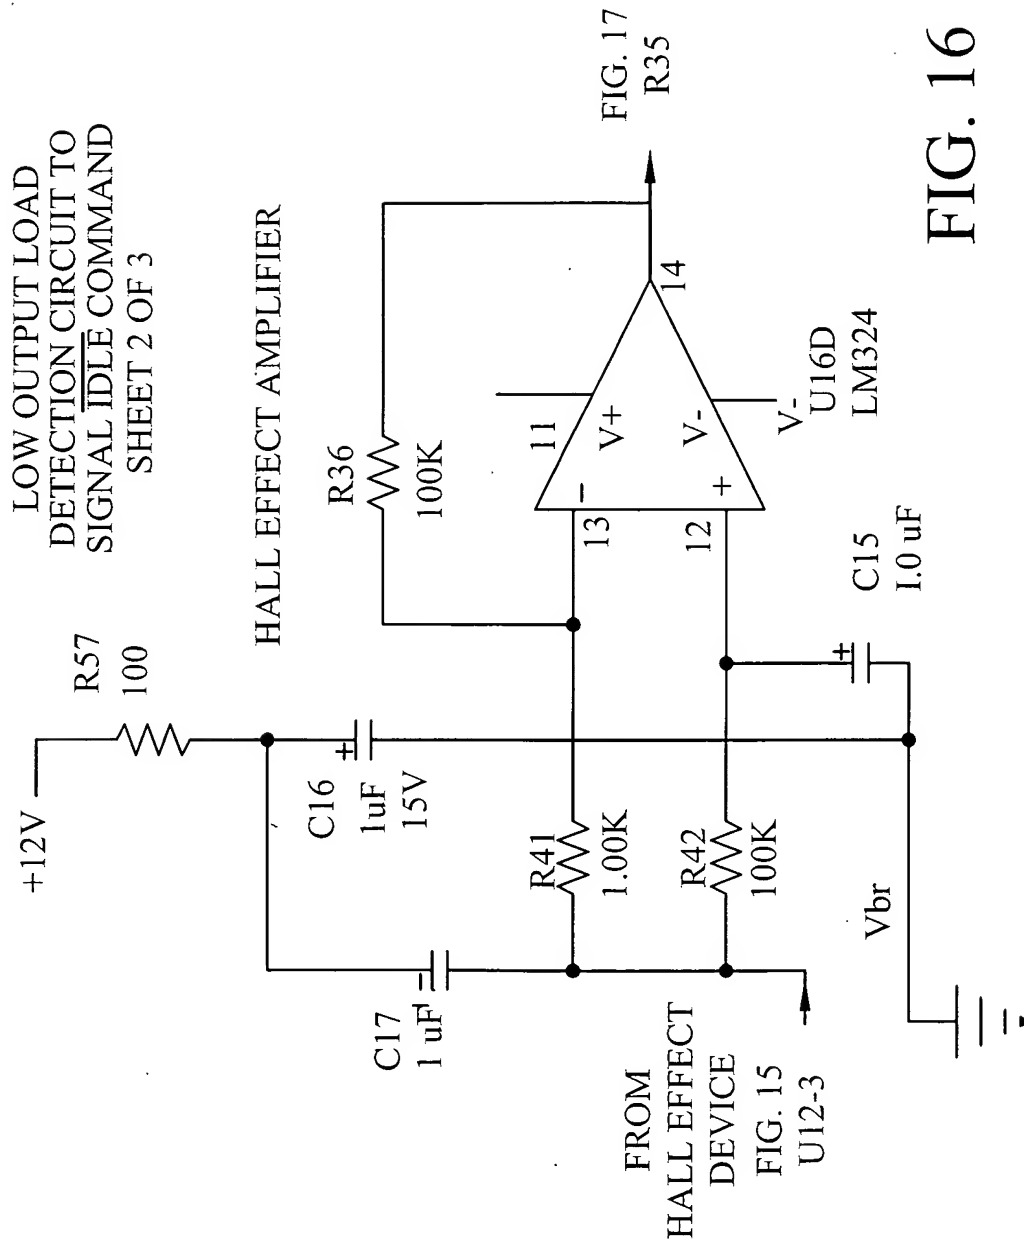 LOW OUTPUT LOAD
DETECTION CIRCUIT TO
SIGNAL IDLE COMMAND
SHEET 2 OF 3
+12V
R57
100
HALL EFFECT AMPLIFIER
C16
1uF
15V
+
C17
1 uF
R36
100K
R41
1.00K
R42
100K
13
12
11
14
−
+
V+
V-
V-
U16D
LM324
FIG. 17
R35
C15
1.0 uF
+
FROM
HALL EFFECT
DEVICE
FIG. 15
U12-3
Vbr
FIG. 16